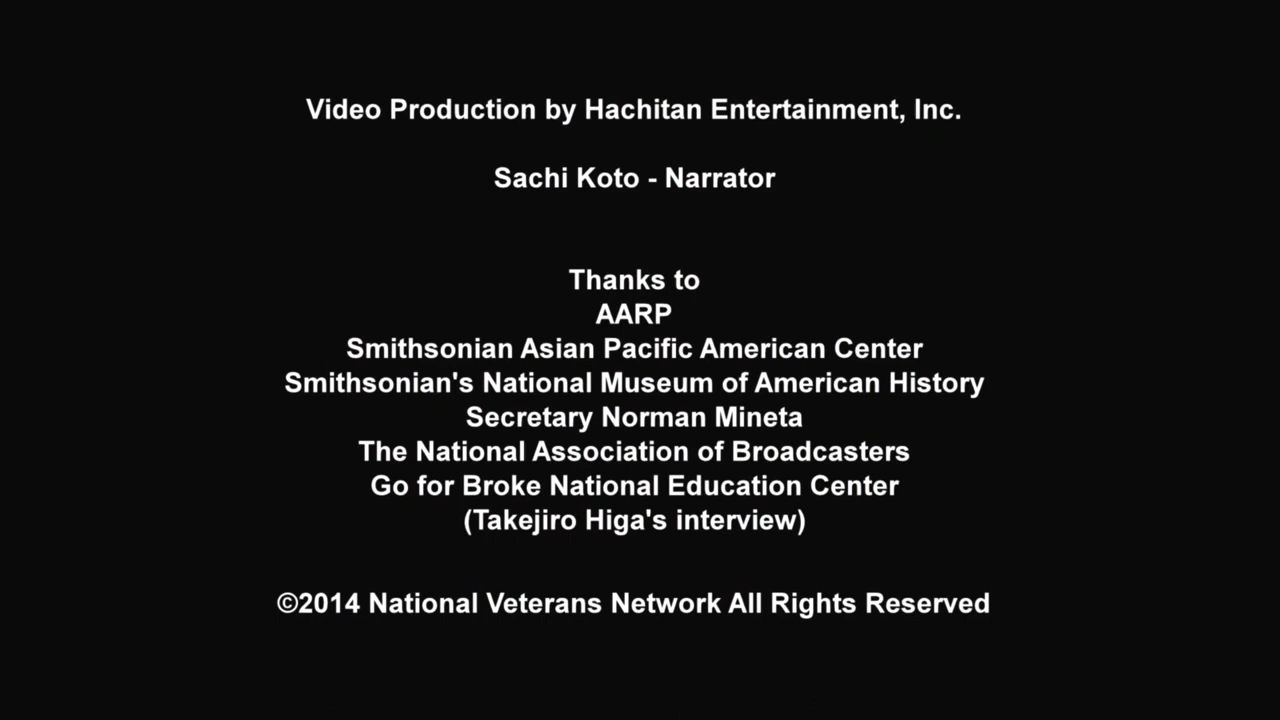 Video Production by Hachitan Entertainment, Inc.
Sachi Koto - Narrator
Thanks to
AARP
Smithsonian Asian Pacific American Center
Smithsonian's National Museum of American History
Secretary Norman Mineta
The National Association of Broadcasters
Go for Broke National Education Center
(Takejiro Higa's interview)
©2014 National Veterans Network All Rights Reserved